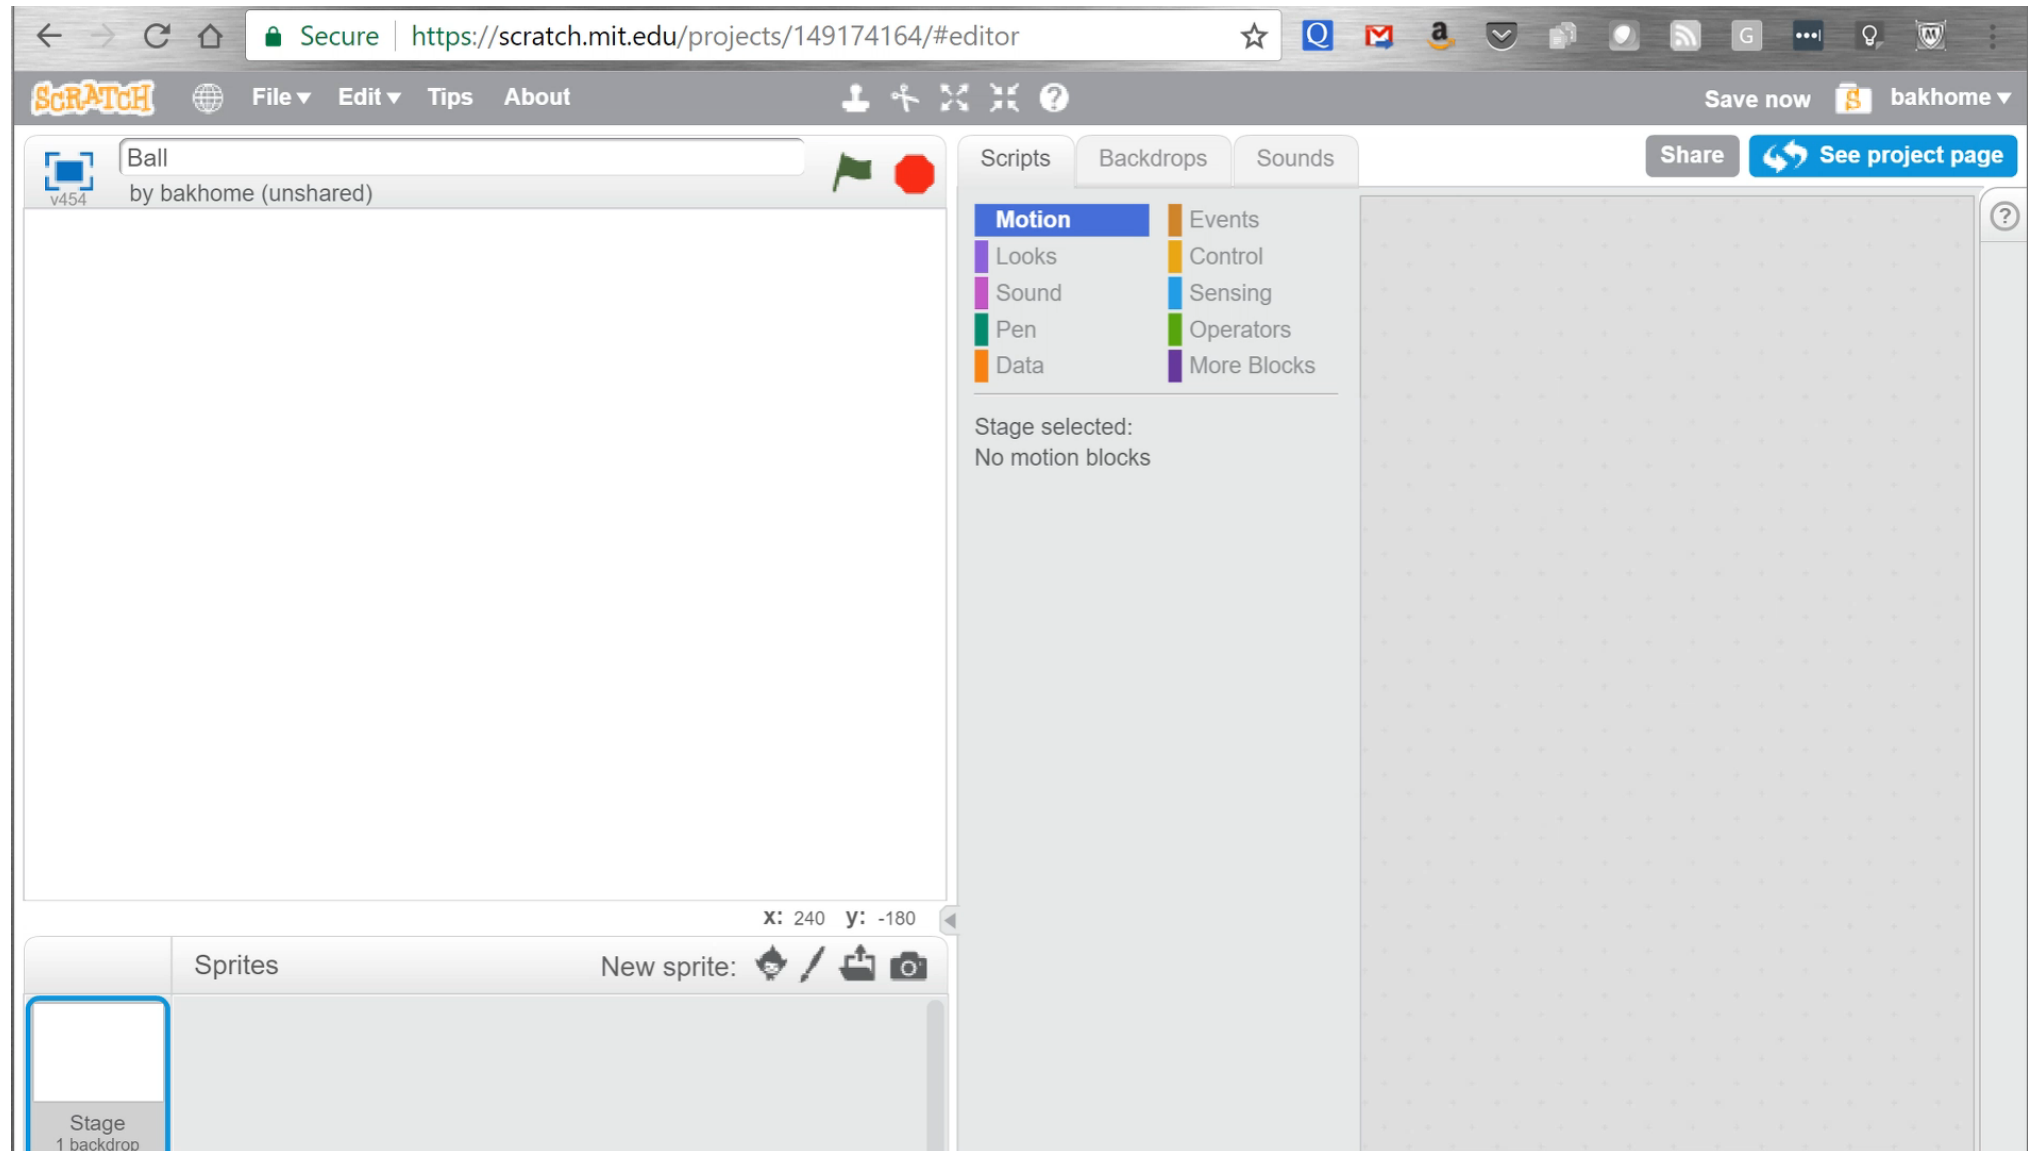 Secure https://scratch.mit.edu/projects/149174164/#editor
SCRATCH File Edit Tips About Save now bakhome
Ball
by bakhome (unshared)
v454
Scripts Backdrops Sounds Share See project page
Motion Events
Looks Control
Sound Sensing
Pen Operators
Data More Blocks
Stage selected:
No motion blocks
x: 240 y: -180
Sprites New sprite:
Stage
1 backdrop